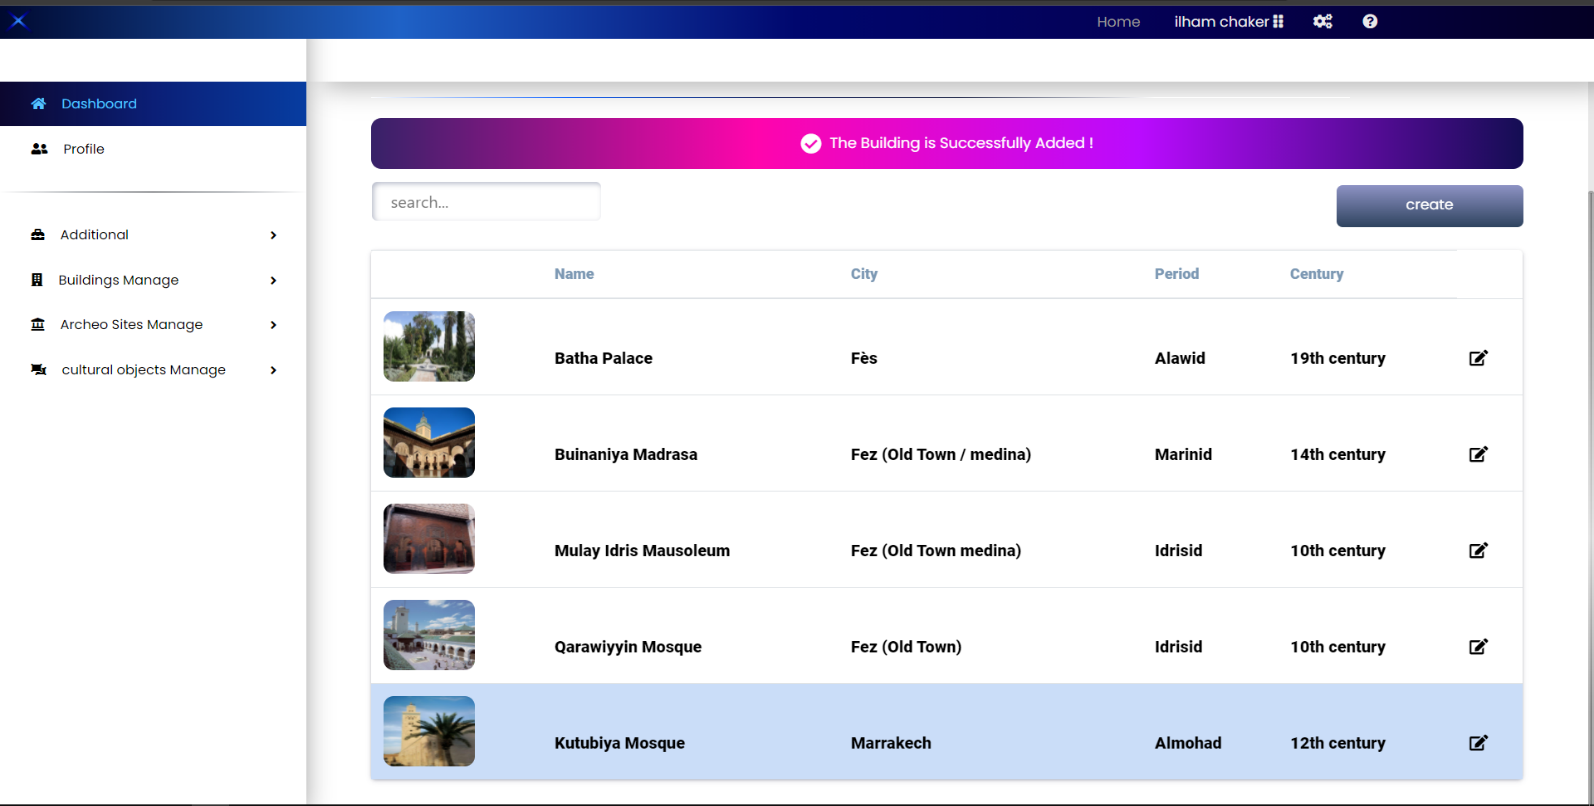 Home ilham chaker
Dashboard
Profile
Additional
Buildings Manage
Archeo Sites Manage
cultural objects Manage
The Building is Successfully Added !
search...
create
Name City Period Century
Batha Palace Fès Alawid 19th century
Buinaniya Madrasa Fez (Old Town / medina) Marinid 14th century
Mulay Idris Mausoleum Fez (Old Town medina) Idrisid 10th century
Qarawiyyin Mosque Fez (Old Town) Idrisid 10th century
Kutubiya Mosque Marrakech Almohad 12th century